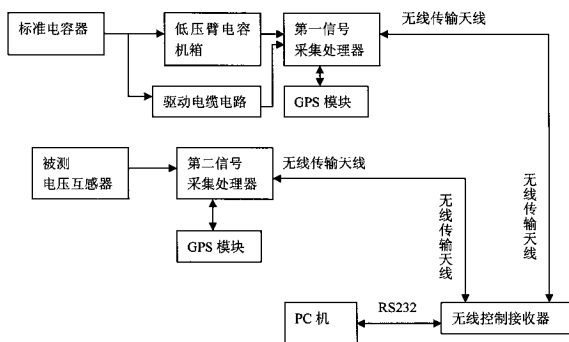 无线传输天线
标准电容器
低压臂电容
机箱
第一信号
采集处理器
驱动电缆电路
GPS 模块
被测
电压互感器
第二信号
采集处理器
无线传输天线
GPS 模块
无线传输天线
无线传输天线
PC 机
RS232
无线控制接收器